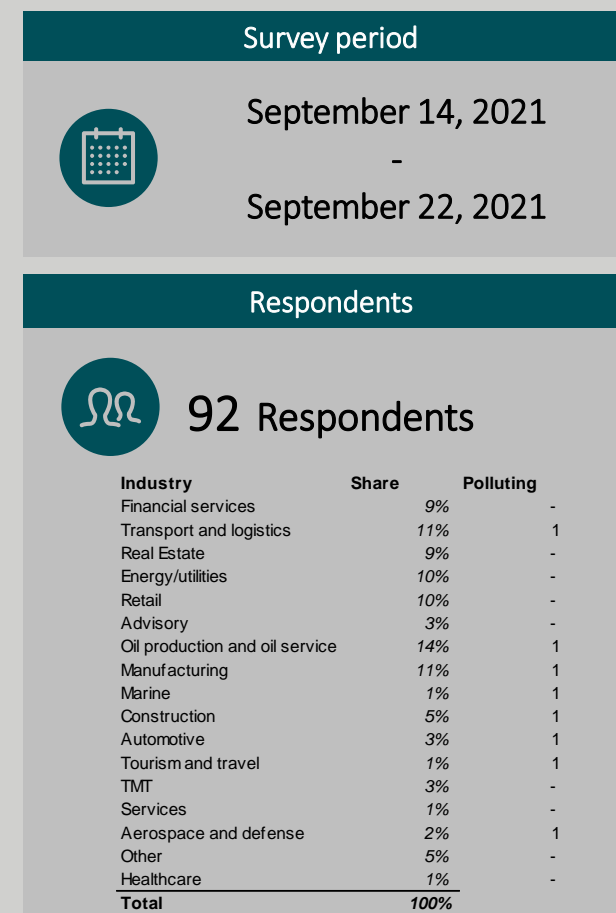 Survey period
September 14, 2021
-
September 22, 2021
Respondents
92 Respondents
Industry Share Polluting
Financial services 9% -
Transport and logistics 11% 1
Real Estate 9% -
Energy/utilities 10% -
Retail 10% -
Advisory 3% -
Oil production and oil service 14% 1
Manufacturing 11% 1
Marine 1% 1
Construction 5% 1
Automotive 3% 1
Tourism and travel 1% 1
TMT 3% -
Services 1% -
Aerospace and defense 2% 1
Other 5% -
Healthcare 1% -
Total 100%